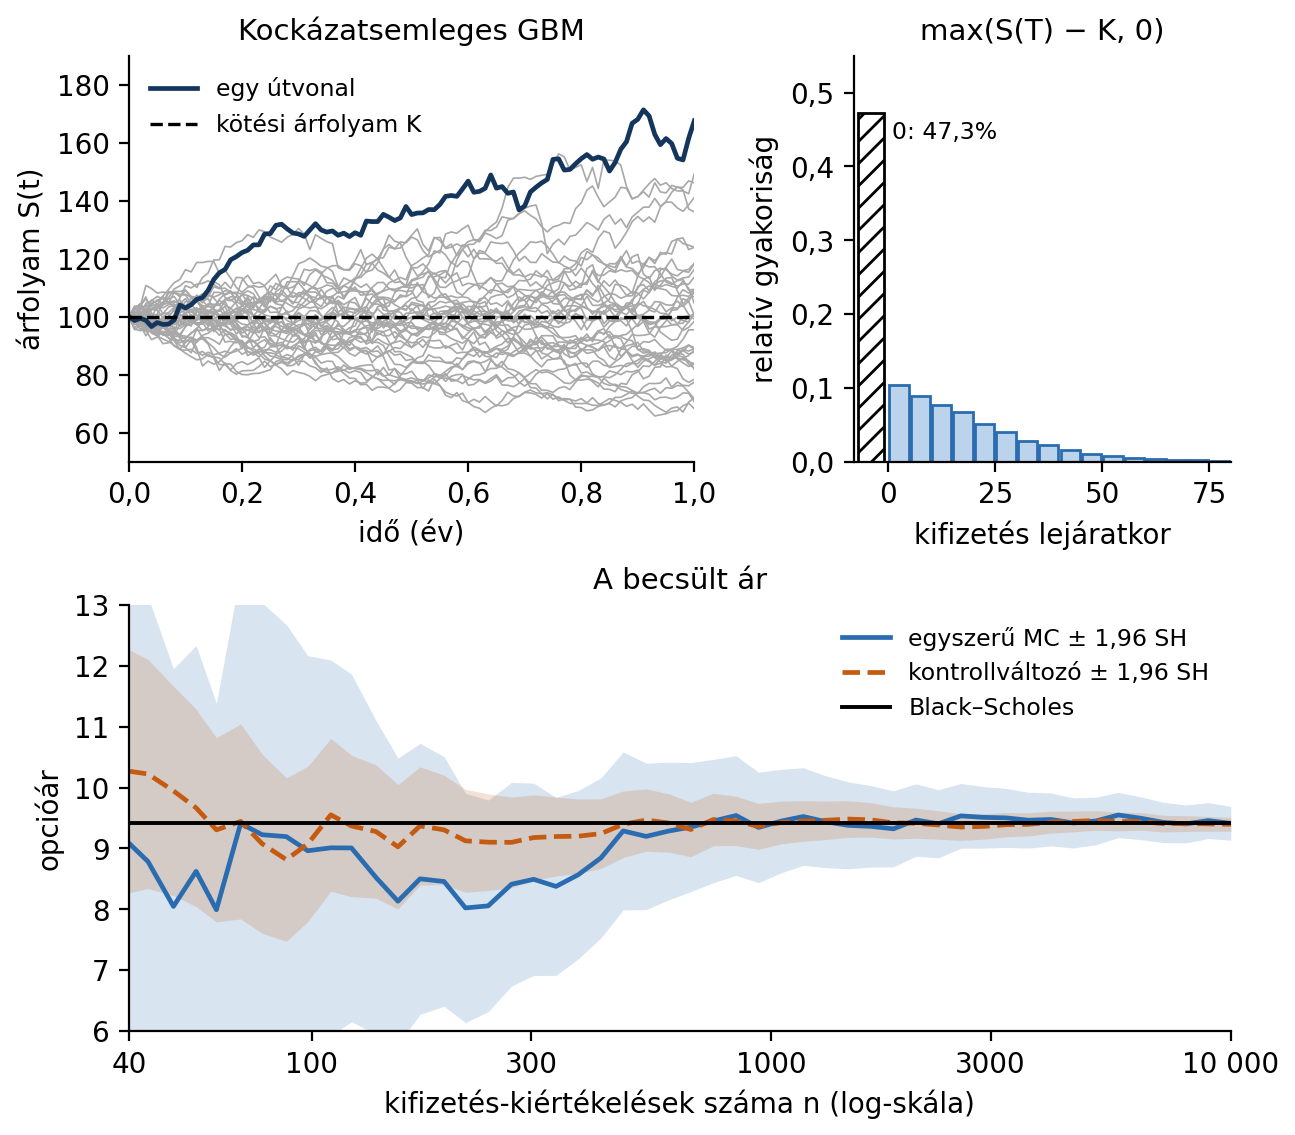 Kockázatsemleges GBM
árfolyam S(t)
180
160
140
120
100
80
60
egy útvonal
kötési árfolyam K
0,0
0,2
0,4
0,6
0,8
1,0
idő (év)
max(S(T) − K, 0)
relatív gyakoriság
0,5
0,4
0,3
0,2
0,1
0,0
0: 47,3%
0
25
50
75
kifizetés lejáratkor
A becsült ár
opcióár
13
12
11
10
9
8
7
6
egyszerű MC ± 1,96 SH
kontrollváltozó ± 1,96 SH
Black–Scholes
40
100
300
1000
3000
10 000
kifizetés-kiértékelések száma n (log-skála)